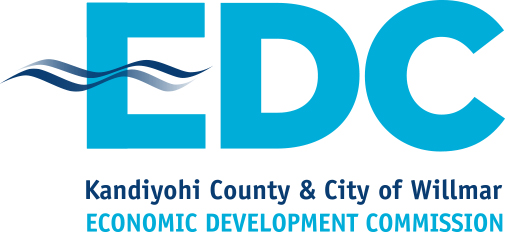 EDC
Kandiyohi County & City of Willmar
ECONOMIC DEVELOPMENT COMMISSION